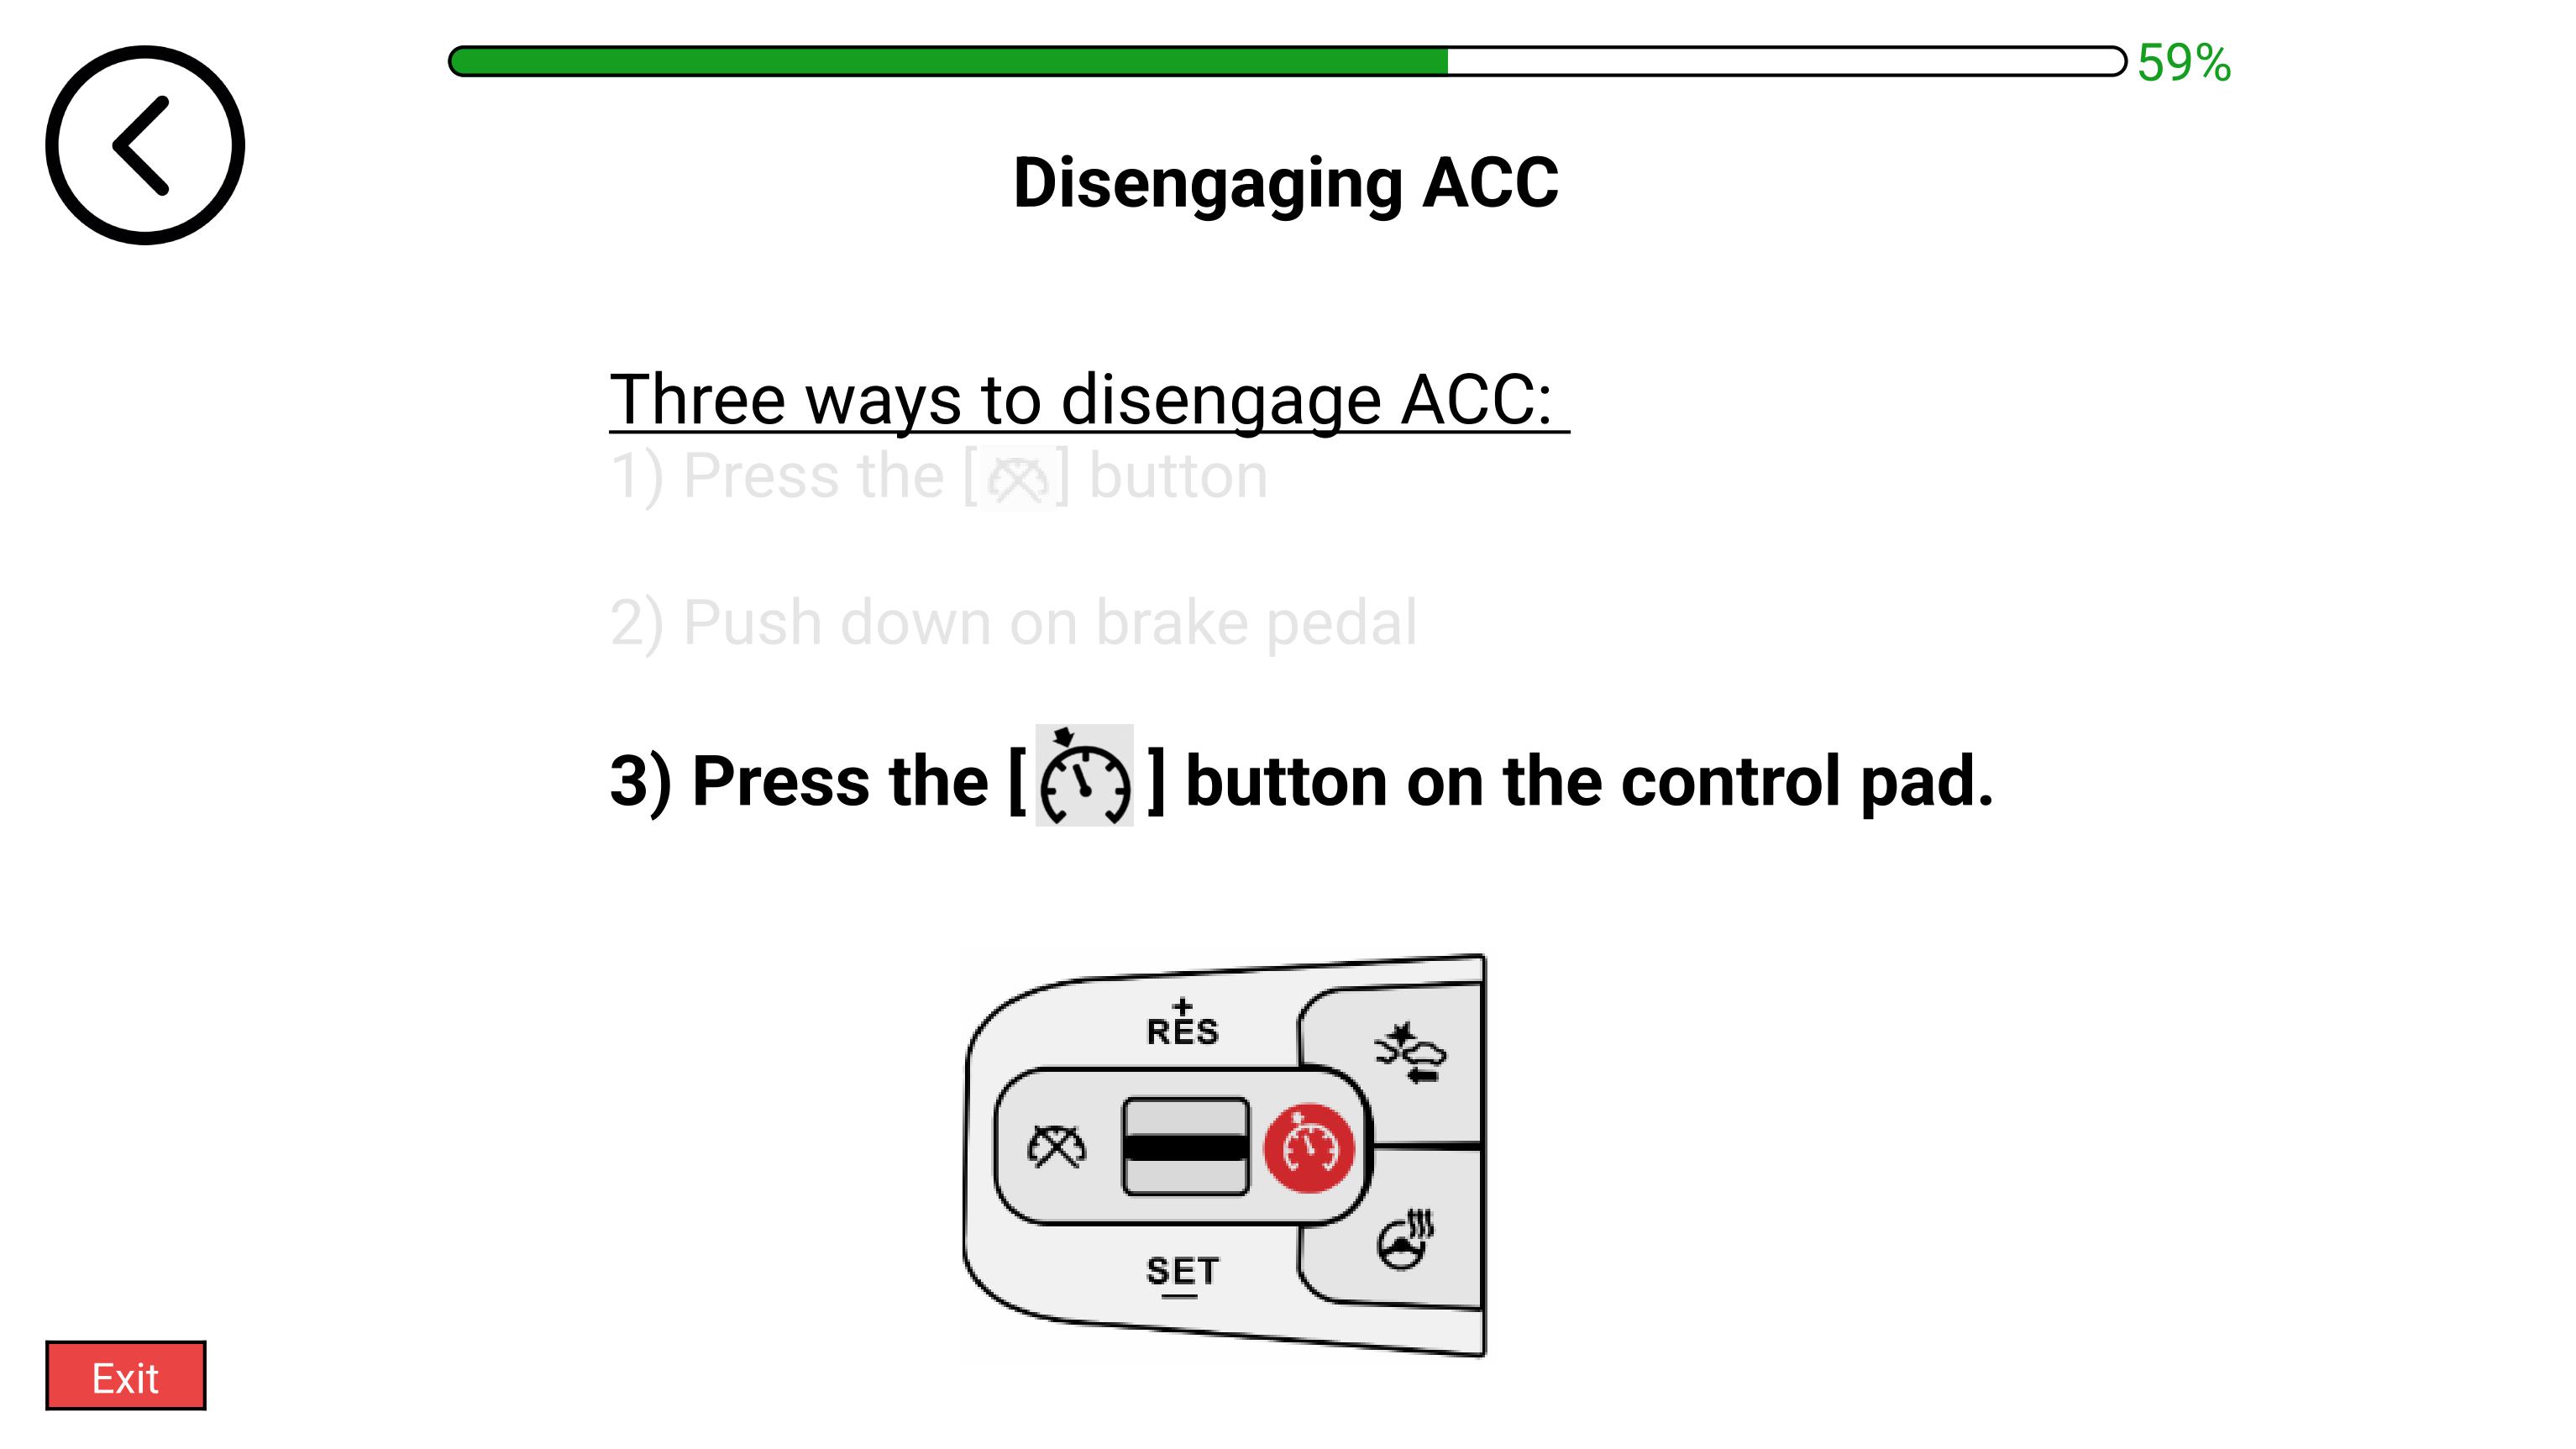 59%
Disengaging ACC
Three ways to disengage ACC:
1) Press the [ ] button
2) Push down on brake pedal
3) Press the [ ] button on the control pad.
+
RES
SET
—
Exit